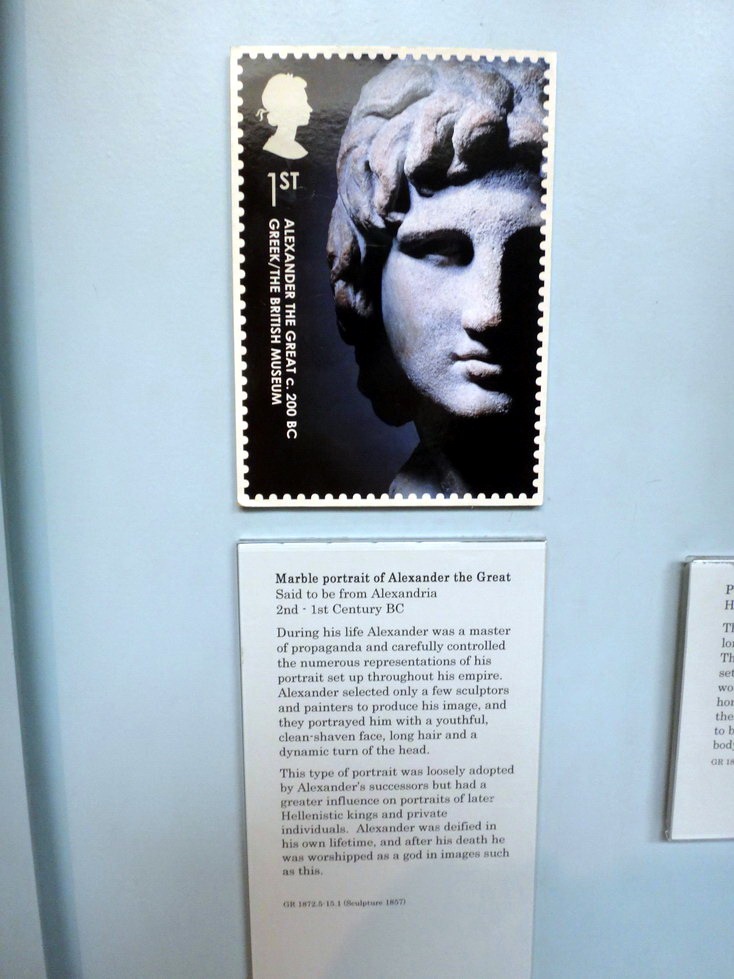 1ST
ALEXANDER THE GREAT c. 200 BC
GREEK/THE BRITISH MUSEUM
Marble portrait of Alexander the Great
Said to be from Alexandria
2nd - 1st Century BC
During his life Alexander was a master
of propaganda and carefully controlled
the numerous representations of his
portrait set up throughout his empire.
Alexander selected only a few sculptors
and painters to produce his image, and
they portrayed him with a youthful,
clean-shaven face, long hair and a
dynamic turn of the head.
This type of portrait was loosely adopted
by Alexander's successors but had a
greater influence on portraits of later
Hellenistic kings and private
individuals. Alexander was deified in
his own lifetime, and after his death he
was worshipped as a god in images such
as this.
GR 1872.5-15.1 (Sculpture 1857)